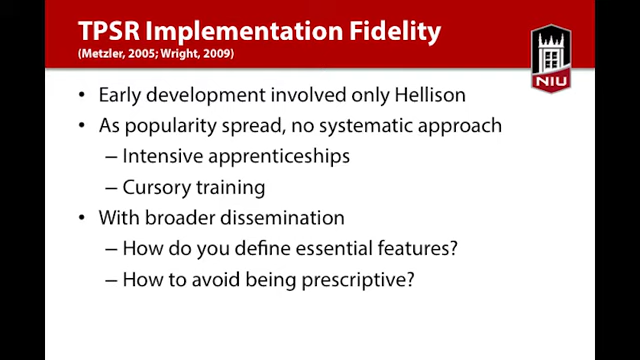 TPSR Implementation Fidelity
(Metzler, 2005; Wright, 2009)
NIU
• Early development involved only Hellison
• As popularity spread, no systematic approach
– Intensive apprenticeships
– Cursory training
• With broader dissemination
– How do you define essential features?
– How to avoid being prescriptive?